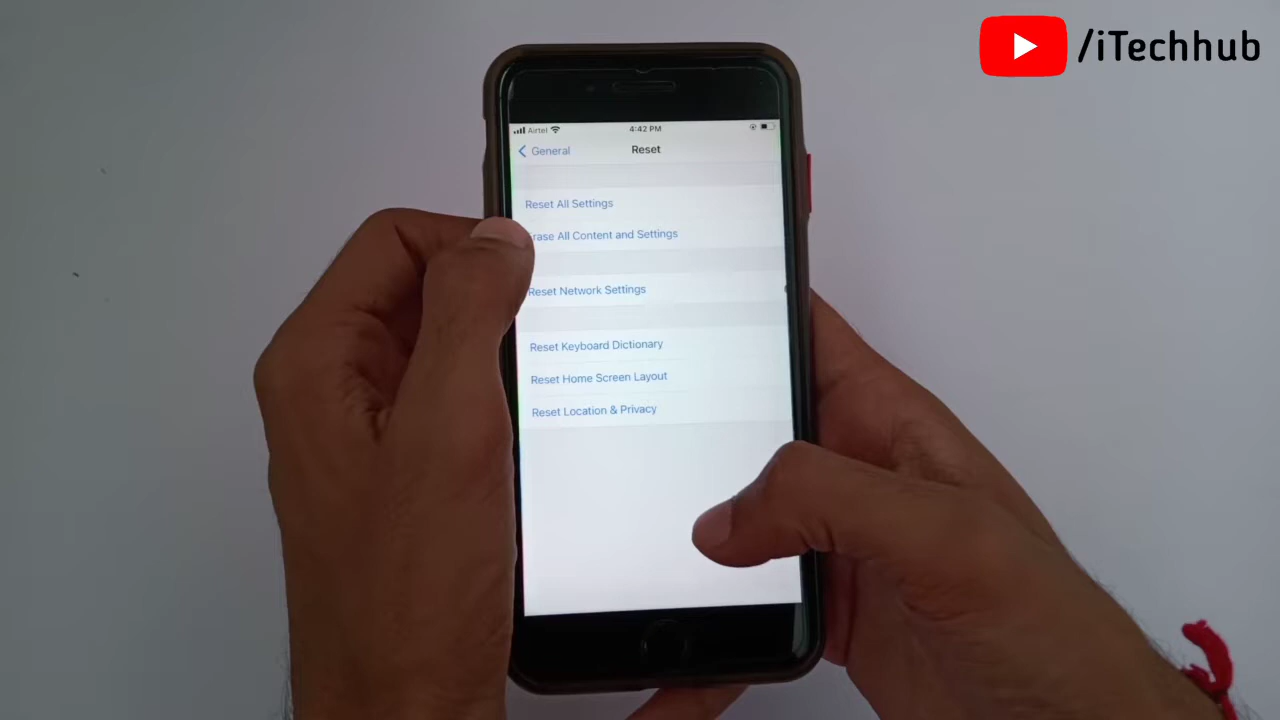 /iTechhub
Airtel
4:42 PM
General
Reset
Reset All Settings
rase All Content and Settings
Reset Network Settings
Reset Keyboard Dictionary
Reset Home Screen Layout
Reset Location & Privacy